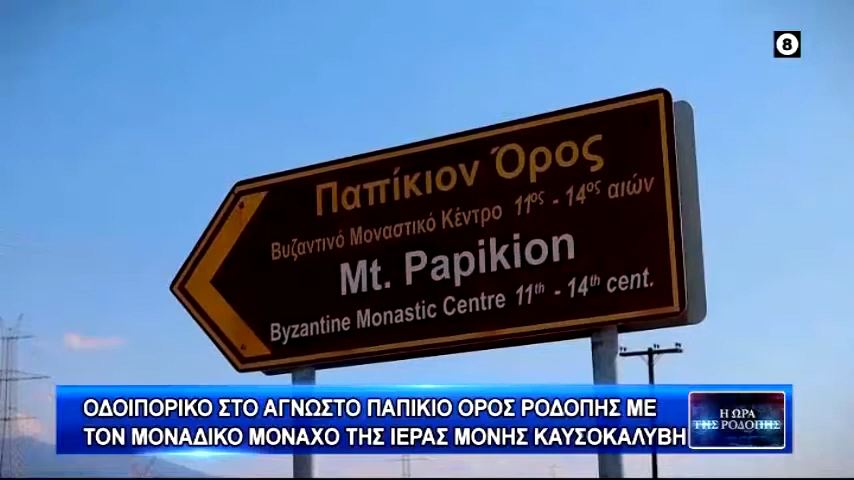 8
Παπίκιον Όρος
Βυζαντινό Μοναστικό Κέντρο 11ος - 14ος αιών
Mt. Papikion
Byzantine Monastic Centre 11th - 14th cent.
ΟΔΟΙΠΟΡΙΚΟ ΣΤΟ ΑΓΝΩΣΤΟ ΠΑΠΙΚΙΟ ΟΡΟΣ ΡΟΔΟΠΗΣ ΜΕ
ΤΟΝ ΜΟΝΑΔΙΚΟ ΜΟΝΑΧΟ ΤΗΣ ΙΕΡΑΣ ΜΟΝΗΣ ΚΑΥΣΟΚΑΛΥΒΗ
Η ΩΡΑ
ΤΗΣ ΡΟΔΟΠΗΣ